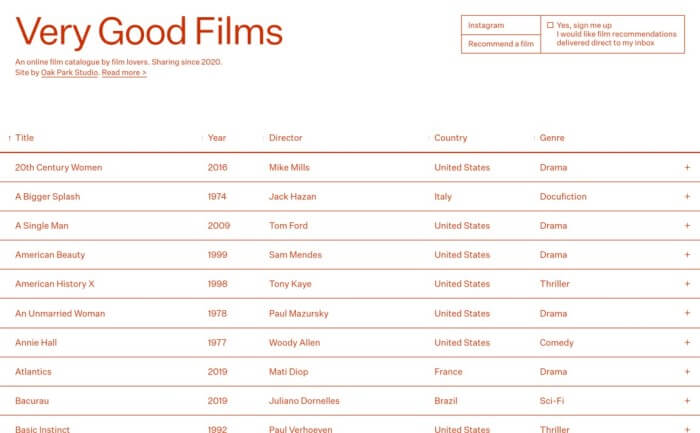 Very Good Films
An online film catalogue by film lovers. Sharing since 2020.
Site by Oak Park Studio. Read more >
Instagram
Recommend a film
Yes, sign me up
I would like film recommendations
delivered direct to my inbox
↑ Title Year Director Country Genre
20th Century Women 2016 Mike Mills United States Drama +
A Bigger Splash 1974 Jack Hazan Italy Docufiction +
A Single Man 2009 Tom Ford United States Drama +
American Beauty 1999 Sam Mendes United States Drama +
American History X 1998 Tony Kaye United States Thriller +
An Unmarried Woman 1978 Paul Mazursky United States Drama +
Annie Hall 1977 Woody Allen United States Comedy +
Atlantics 2019 Mati Diop France Drama +
Bacurau 2019 Juliano Dornelles Brazil Sci-Fi +
Basic Instinct 1992 Paul Verhoeven United States Thriller +